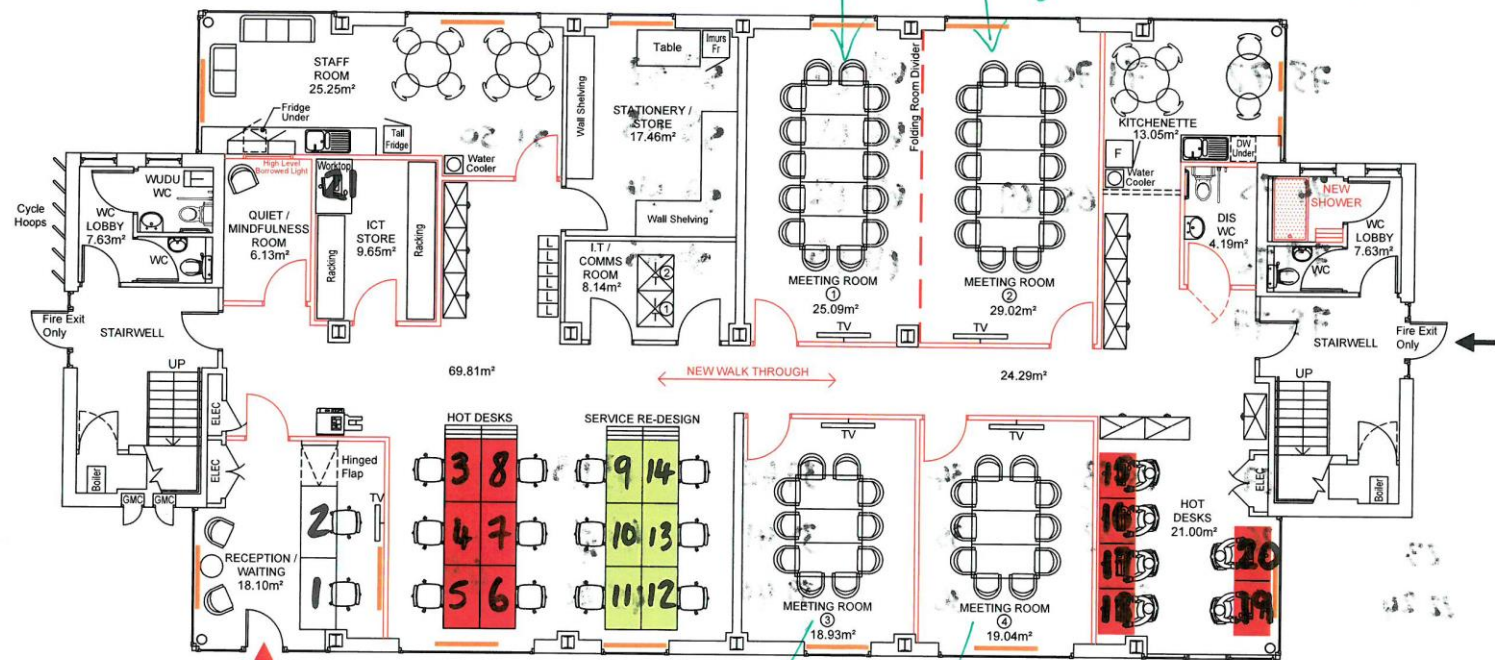 STAFF
ROOM
25.25m²
Fridge
Under
Tall
Fridge
Water
Cooler
Wall Shelving
Table
STATIONERY /
STORE
17.46m²
Wall Shelving
Folding Room Divider
MEETING ROOM
1
25.09m²
TV
MEETING ROOM
2
29.02m²
TV
KITCHENETTE
13.05m²
F
Water
Cooler
DW
Under
Cycle
Hoops
WUDU
WC
WC
LOBBY
7.63m²
WC
High Level
Borrowed Light
QUIET /
MINDFULNESS
ROOM
6.13m²
Worktop
ICT
STORE
9.65m²
Racking
Racking
L
L
L
L
L
L
I.T /
COMMS
ROOM
8.14m²
2
1
DIS
WC
4.19m²
NEW
SHOWER
WC
LOBBY
7.63m²
WC
Fire Exit
Only
STAIRWELL
UP
69.81m²
NEW WALK THROUGH
24.29m²
STAIRWELL
Fire Exit
Only
UP
ELEC
ELEC
Boiler
GMC
GMC
Hinged
Flap
TV
2
1
RECEPTION /
WAITING
18.10m²
HOT DESKS
3 8
4 7
5 6
SERVICE RE-DESIGN
9 14
10 13
11 12
TV
MEETING ROOM
3
18.93m²
TV
MEETING ROOM
4
19.04m²
15
16
17
18
HOT
DESKS
21.00m²
20
19
ELEC
Boiler